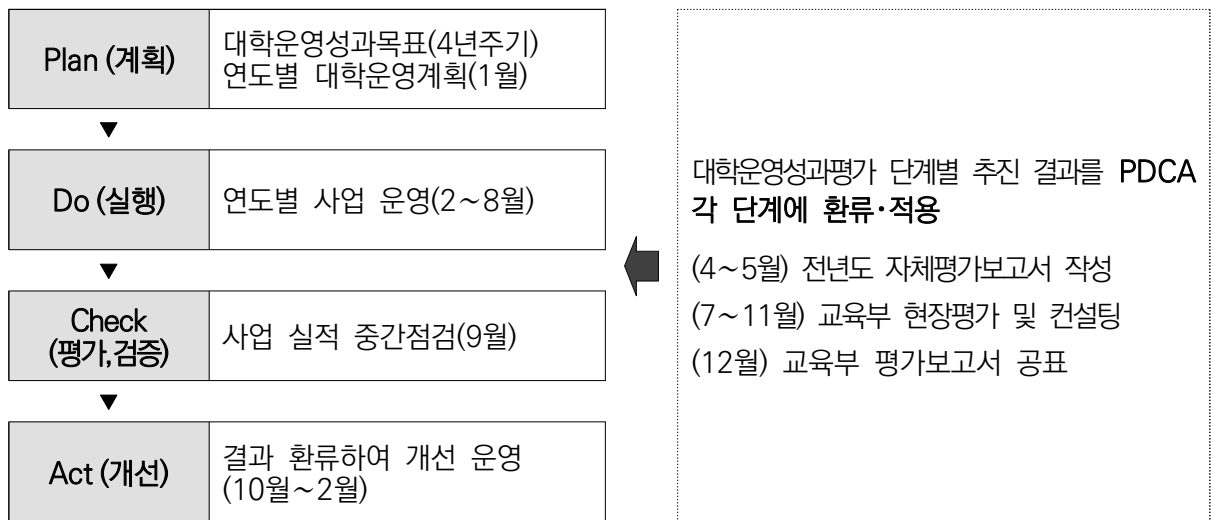 Plan (계획)
대학운영성과목표(4년주기)
연도별 대학운영계획(1월)
▼
Do (실행)
연도별 사업 운영(2~8월)
▼
Check
(평가,검증)
사업 실적 중간점검(9월)
▼
Act (개선)
결과 환류하여 개선 운영
(10월~2월)
대학운영성과평가 단계별 추진 결과를 PDCA
각 단계에 환류·적용
(4~5월) 전년도 자체평가보고서 작성
(7~11월) 교육부 현장평가 및 컨설팅
(12월) 교육부 평가보고서 공표